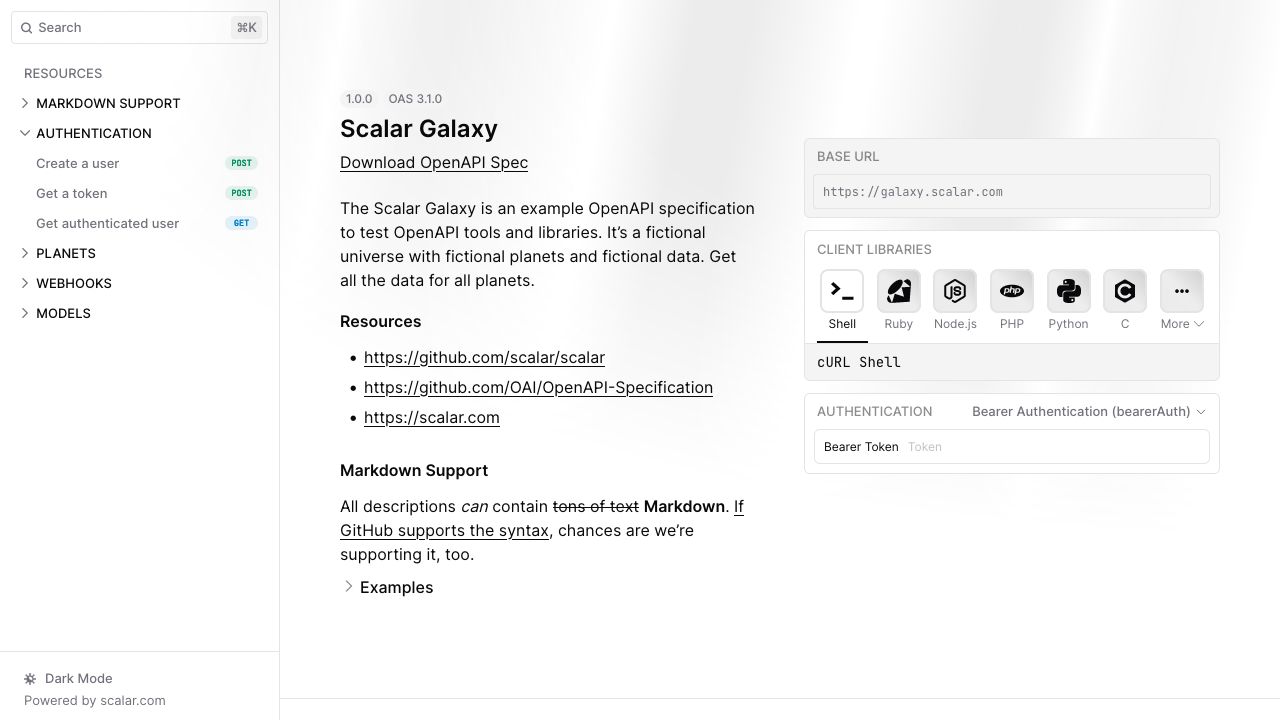 Search
⌘K
RESOURCES
MARKDOWN SUPPORT
AUTHENTICATION
Create a user POST
Get a token POST
Get authenticated user GET
PLANETS
WEBHOOKS
MODELS
Dark Mode
Powered by scalar.com
1.0.0 OAS 3.1.0
Scalar Galaxy
Download OpenAPI Spec
The Scalar Galaxy is an example OpenAPI specification
to test OpenAPI tools and libraries. It’s a fictional
universe with fictional planets and fictional data. Get
all the data for all planets.
Resources
• https://github.com/scalar/scalar
• https://github.com/OAI/OpenAPI-Specification
• https://scalar.com
Markdown Support
All descriptions can contain tons of text Markdown. If
GitHub supports the syntax, chances are we’re
supporting it, too.
Examples
BASE URL
https://galaxy.scalar.com
CLIENT LIBRARIES
JS php C
Shell Ruby Node.js PHP Python C More
cURL Shell
AUTHENTICATION Bearer Authentication (bearerAuth)
Bearer Token Token